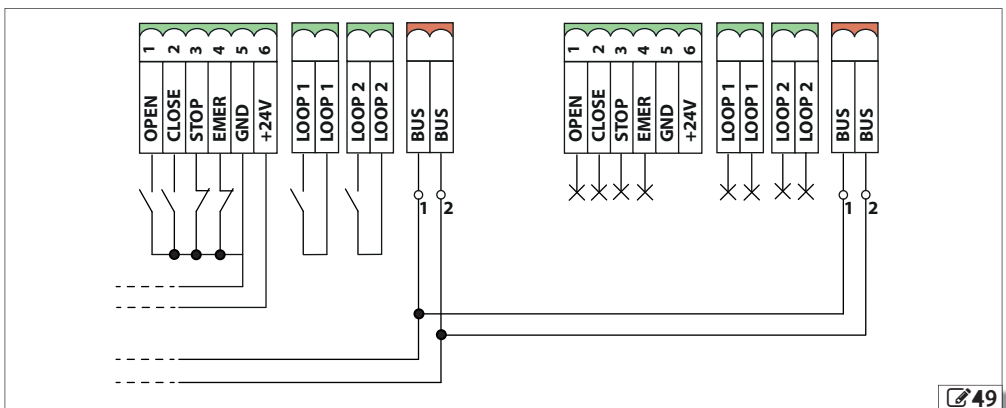 1 2 3 4 5 6
OPEN CLOSE STOP EMER GND +24V
LOOP 1 LOOP 1
LOOP 2 LOOP 2
BUS BUS
1 2
1 2 3 4 5 6
OPEN CLOSE STOP EMER GND +24V
LOOP 1 LOOP 1
LOOP 2 LOOP 2
BUS BUS
1 2
49